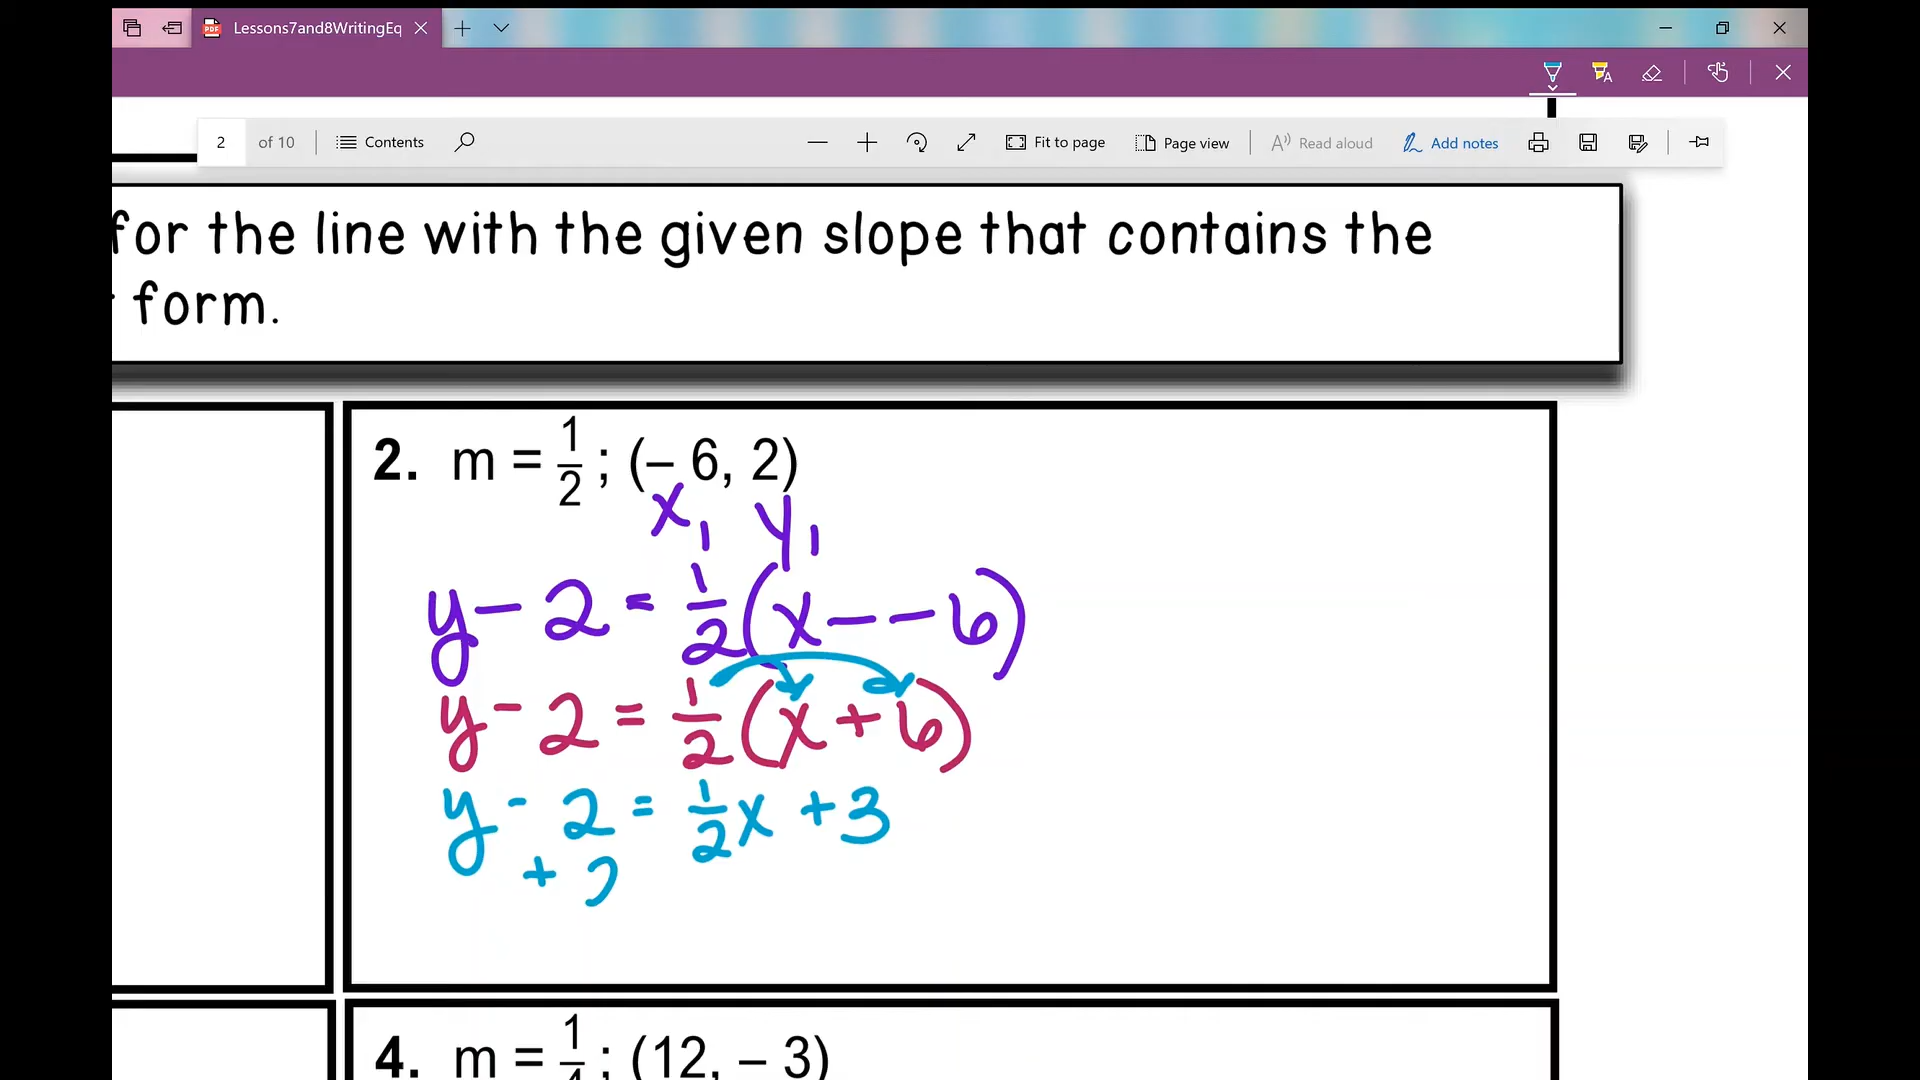 Lessons7and8WritingEq
2 of 10 Contents Fit to page Page view Read aloud Add notes
for the line with the given slope that contains the
form.
2. m = 1/2 ; (– 6, 2)
x₁ y₁
y - 2 = 1/2 (x - - 6)
y - 2 = 1/2 (x + 6)
y - 2 = 1/2 x + 3
+ 2
4. m = 1/4 ; (12, – 3)